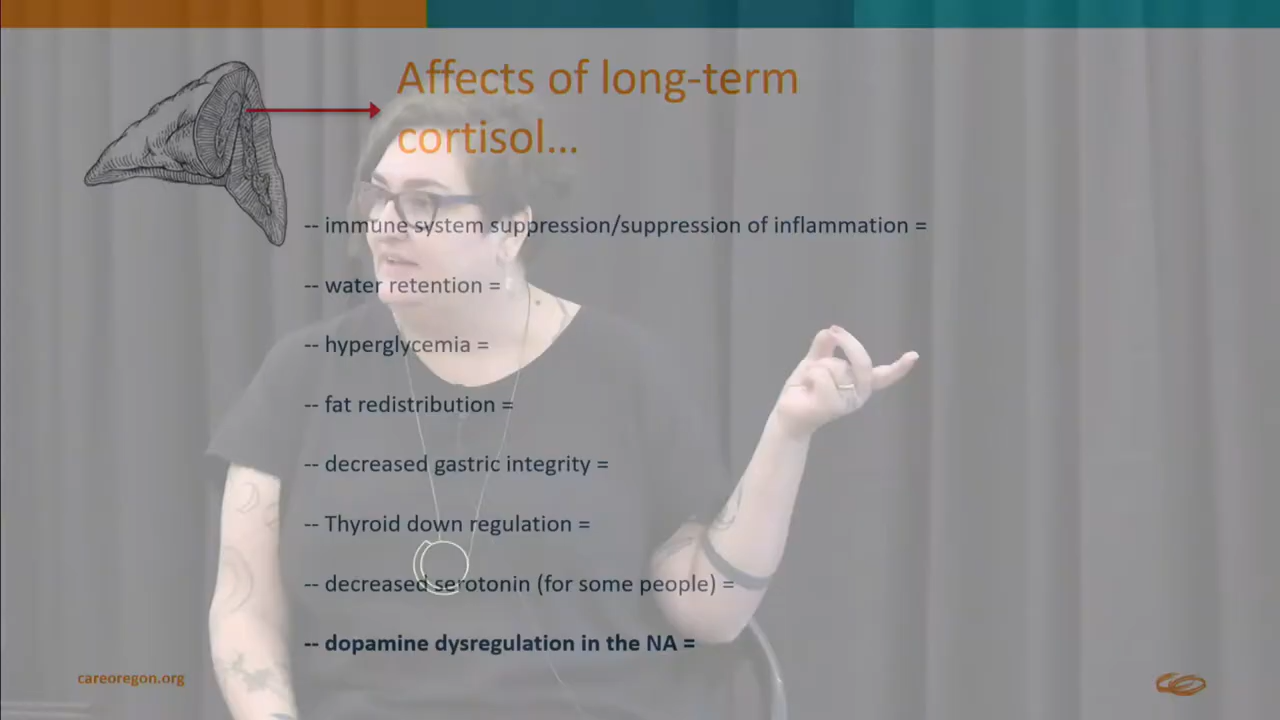 Affects of long-term
cortisol...
-- immune system suppression/suppression of inflammation =
-- water retention =
-- hyperglycemia =
-- fat redistribution =
-- decreased gastric integrity =
-- Thyroid down regulation =
-- decreased serotonin (for some people) =
-- dopamine dysregulation in the NA =
careoregon.org